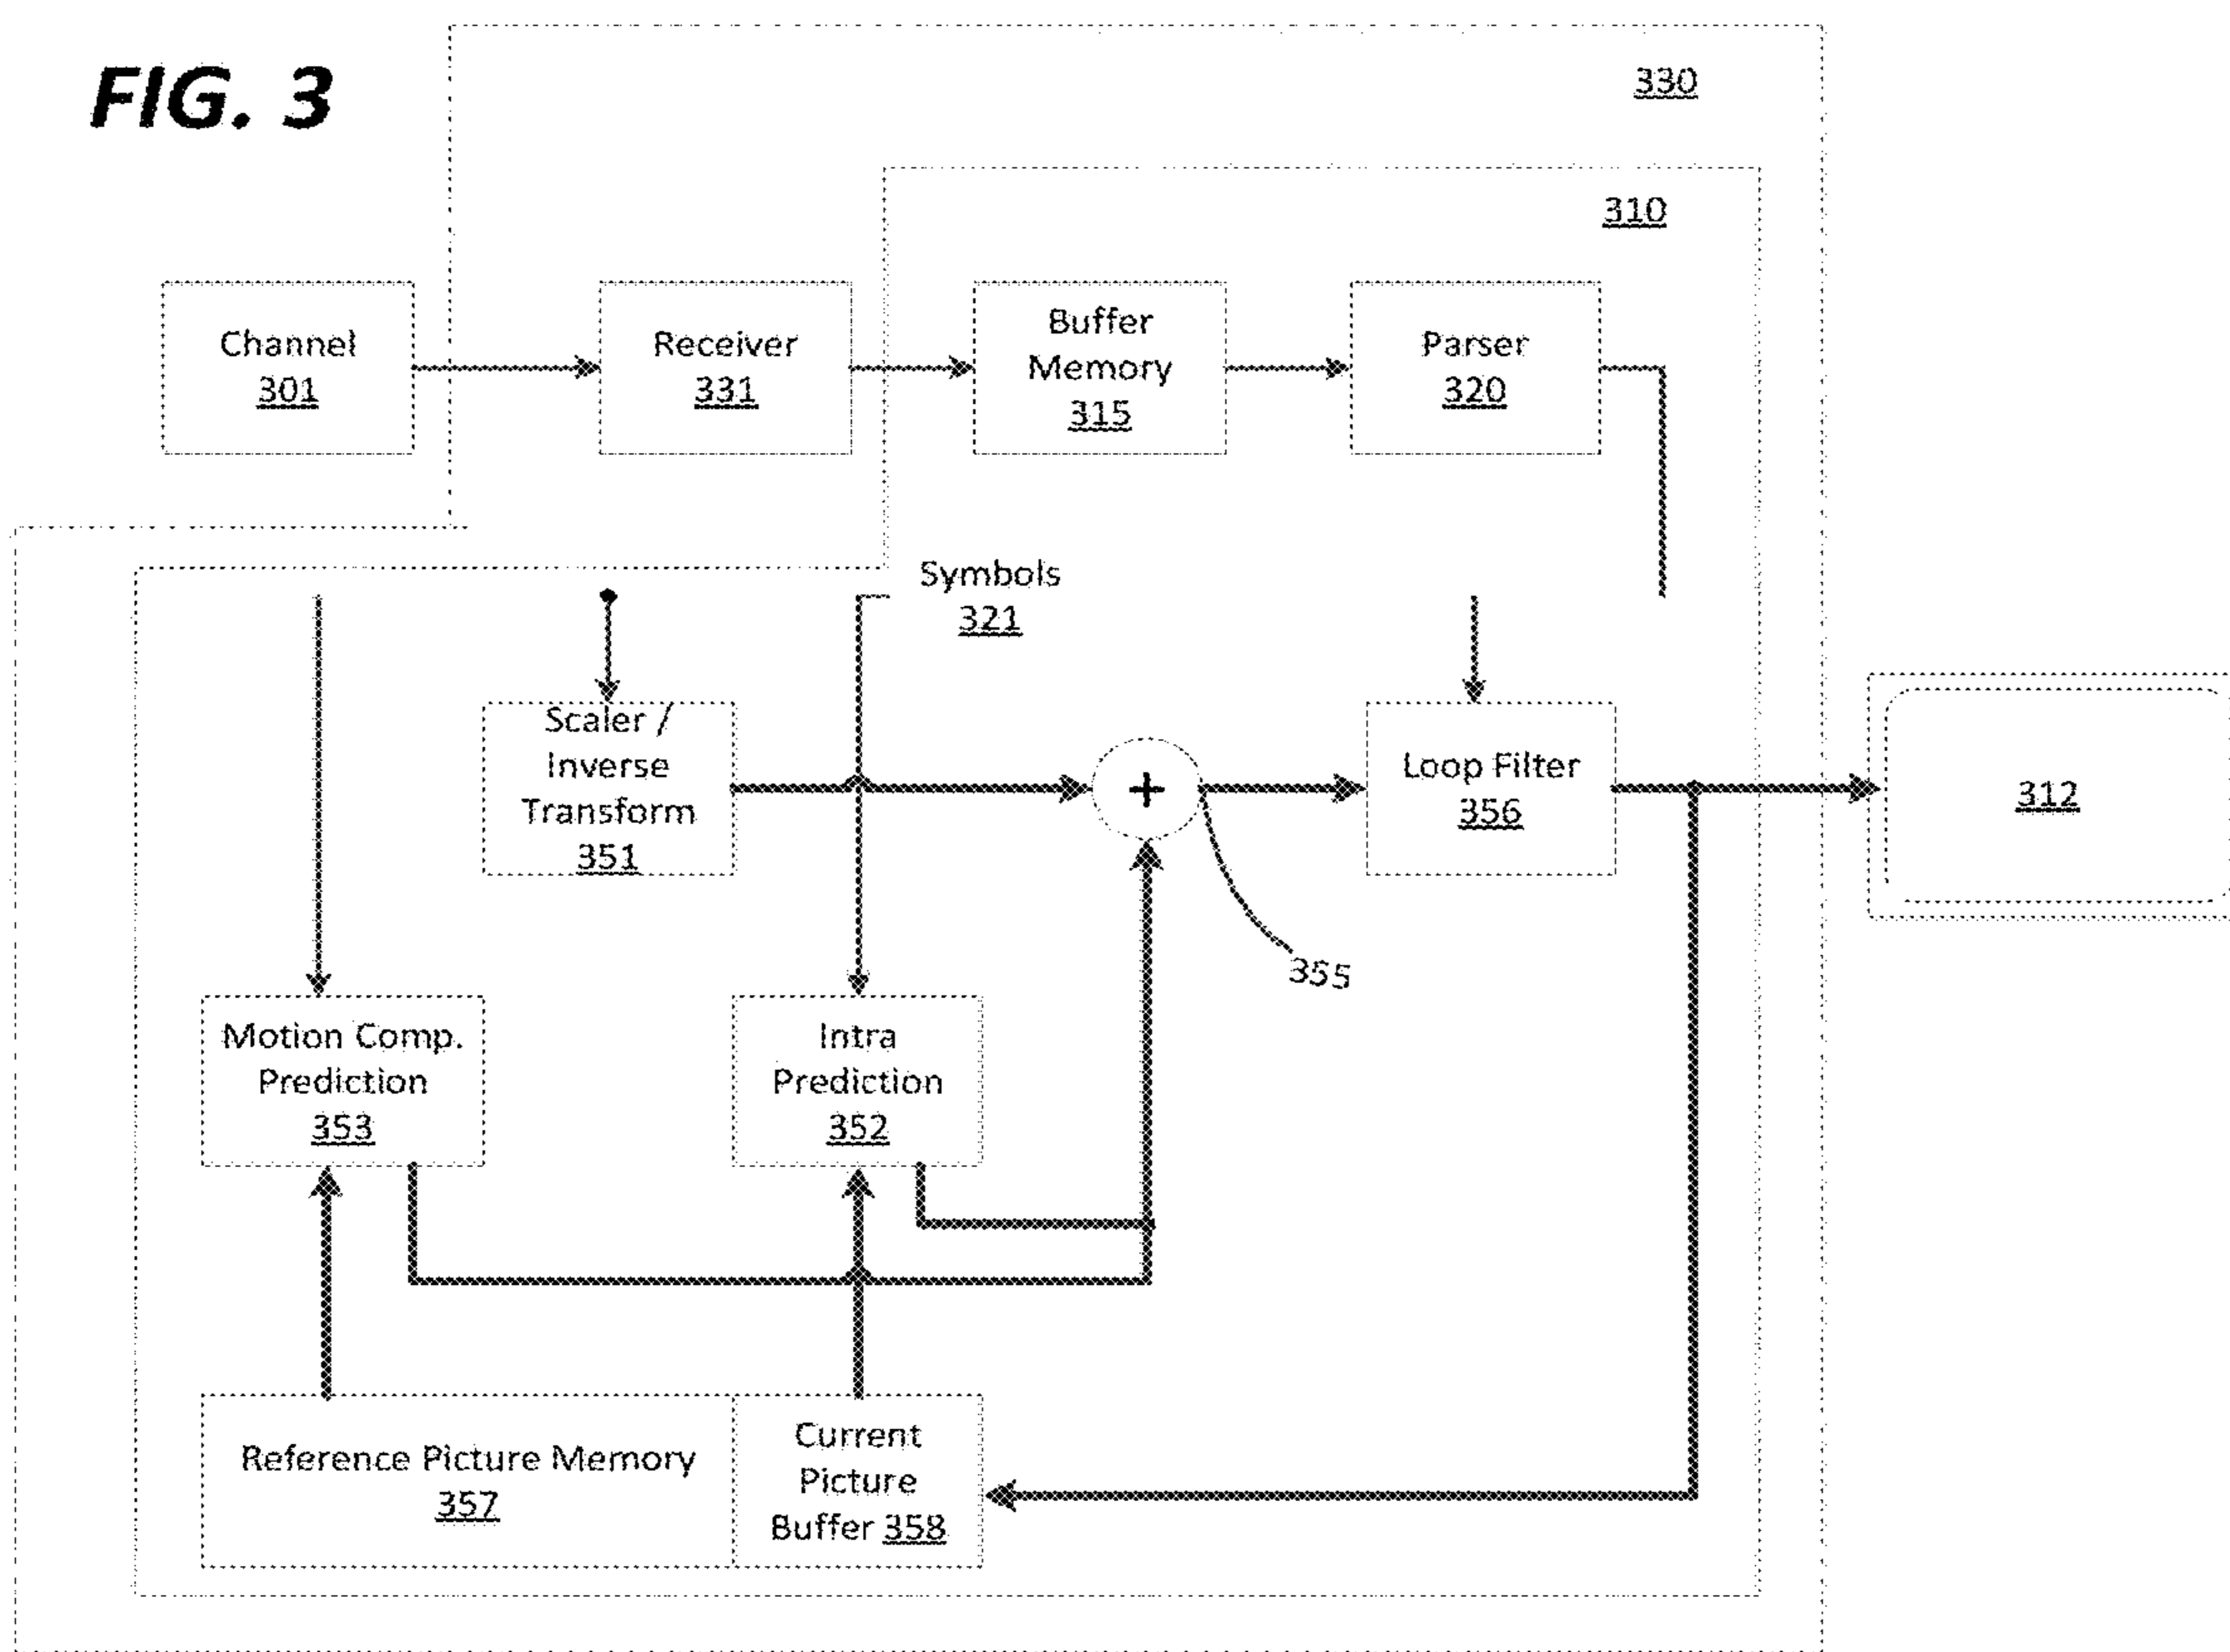 FIG. 3
330
310
Channel
301
Receiver
331
Buffer
Memory
315
Parser
320
Symbols
321
Scaler /
Inverse
Transform
351
+
Loop Filter
356
312
355
Motion Comp.
Prediction
353
Intra
Prediction
352
Reference Picture Memory
357
Current
Picture
Buffer 358